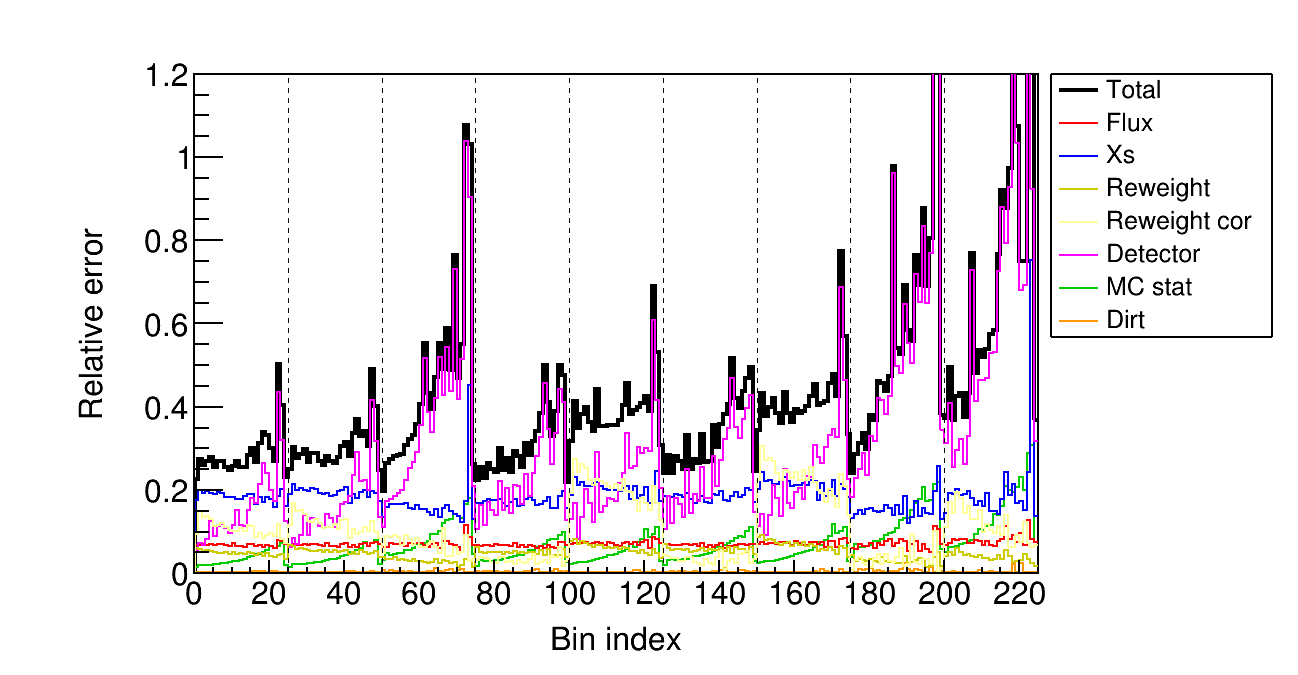 1.2
1
0.8
0.6
0.4
0.2
0
Relative error
0 20 40 60 80 100 120 140 160 180 200 220
Bin index
Total
Flux
Xs
Reweight
Reweight cor
Detector
MC stat
Dirt